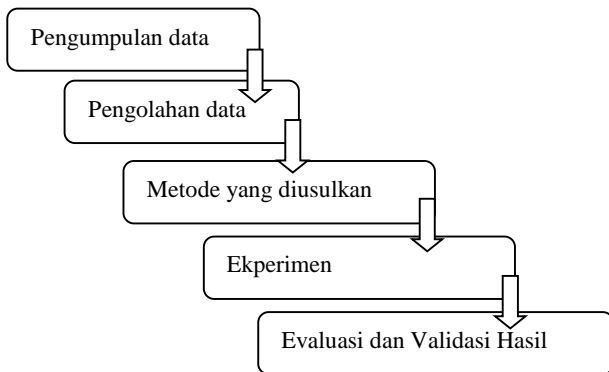 Pengumpulan data
Pengolahan data
Metode yang diusulkan
Ekperimen
Evaluasi dan Validasi Hasil